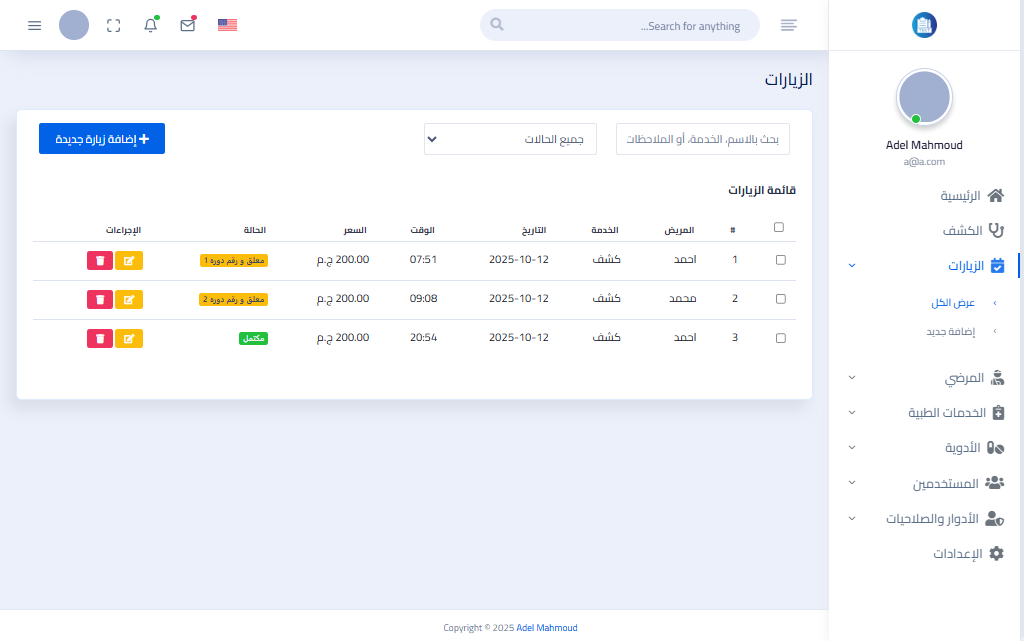 Search for anything...
Adel Mahmoud
a@a.com
الرئيسية
الكشف
الزيارات
عرض الكل
إضافة جديد
المرضي
الخدمات الطبية
الأدوية
المستخدمين
الأدوار والصلاحيات
الإعدادات
الزيارات
بحث بالاسم، الخدمة، أو الملاحظات
جميع الحالات
إضافة زيارة جديدة
قائمة الزيارات
# المريض الخدمة التاريخ الوقت السعر الحالة الإجراءات
1 احمد كشف 2025-10-12 07:51 200.00 ج.م معلق و رقم دوره 1
2 محمد كشف 2025-10-12 09:08 200.00 ج.م معلق و رقم دوره 2
3 احمد كشف 2025-10-12 20:54 200.00 ج.م مكتمل
Copyright © 2025 Adel Mahmoud